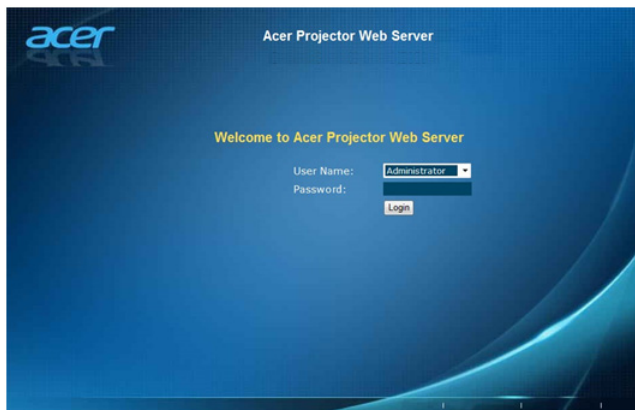 acer
Acer Projector Web Server
Welcome to Acer Projector Web Server
User Name: Administrator
Password:
Login